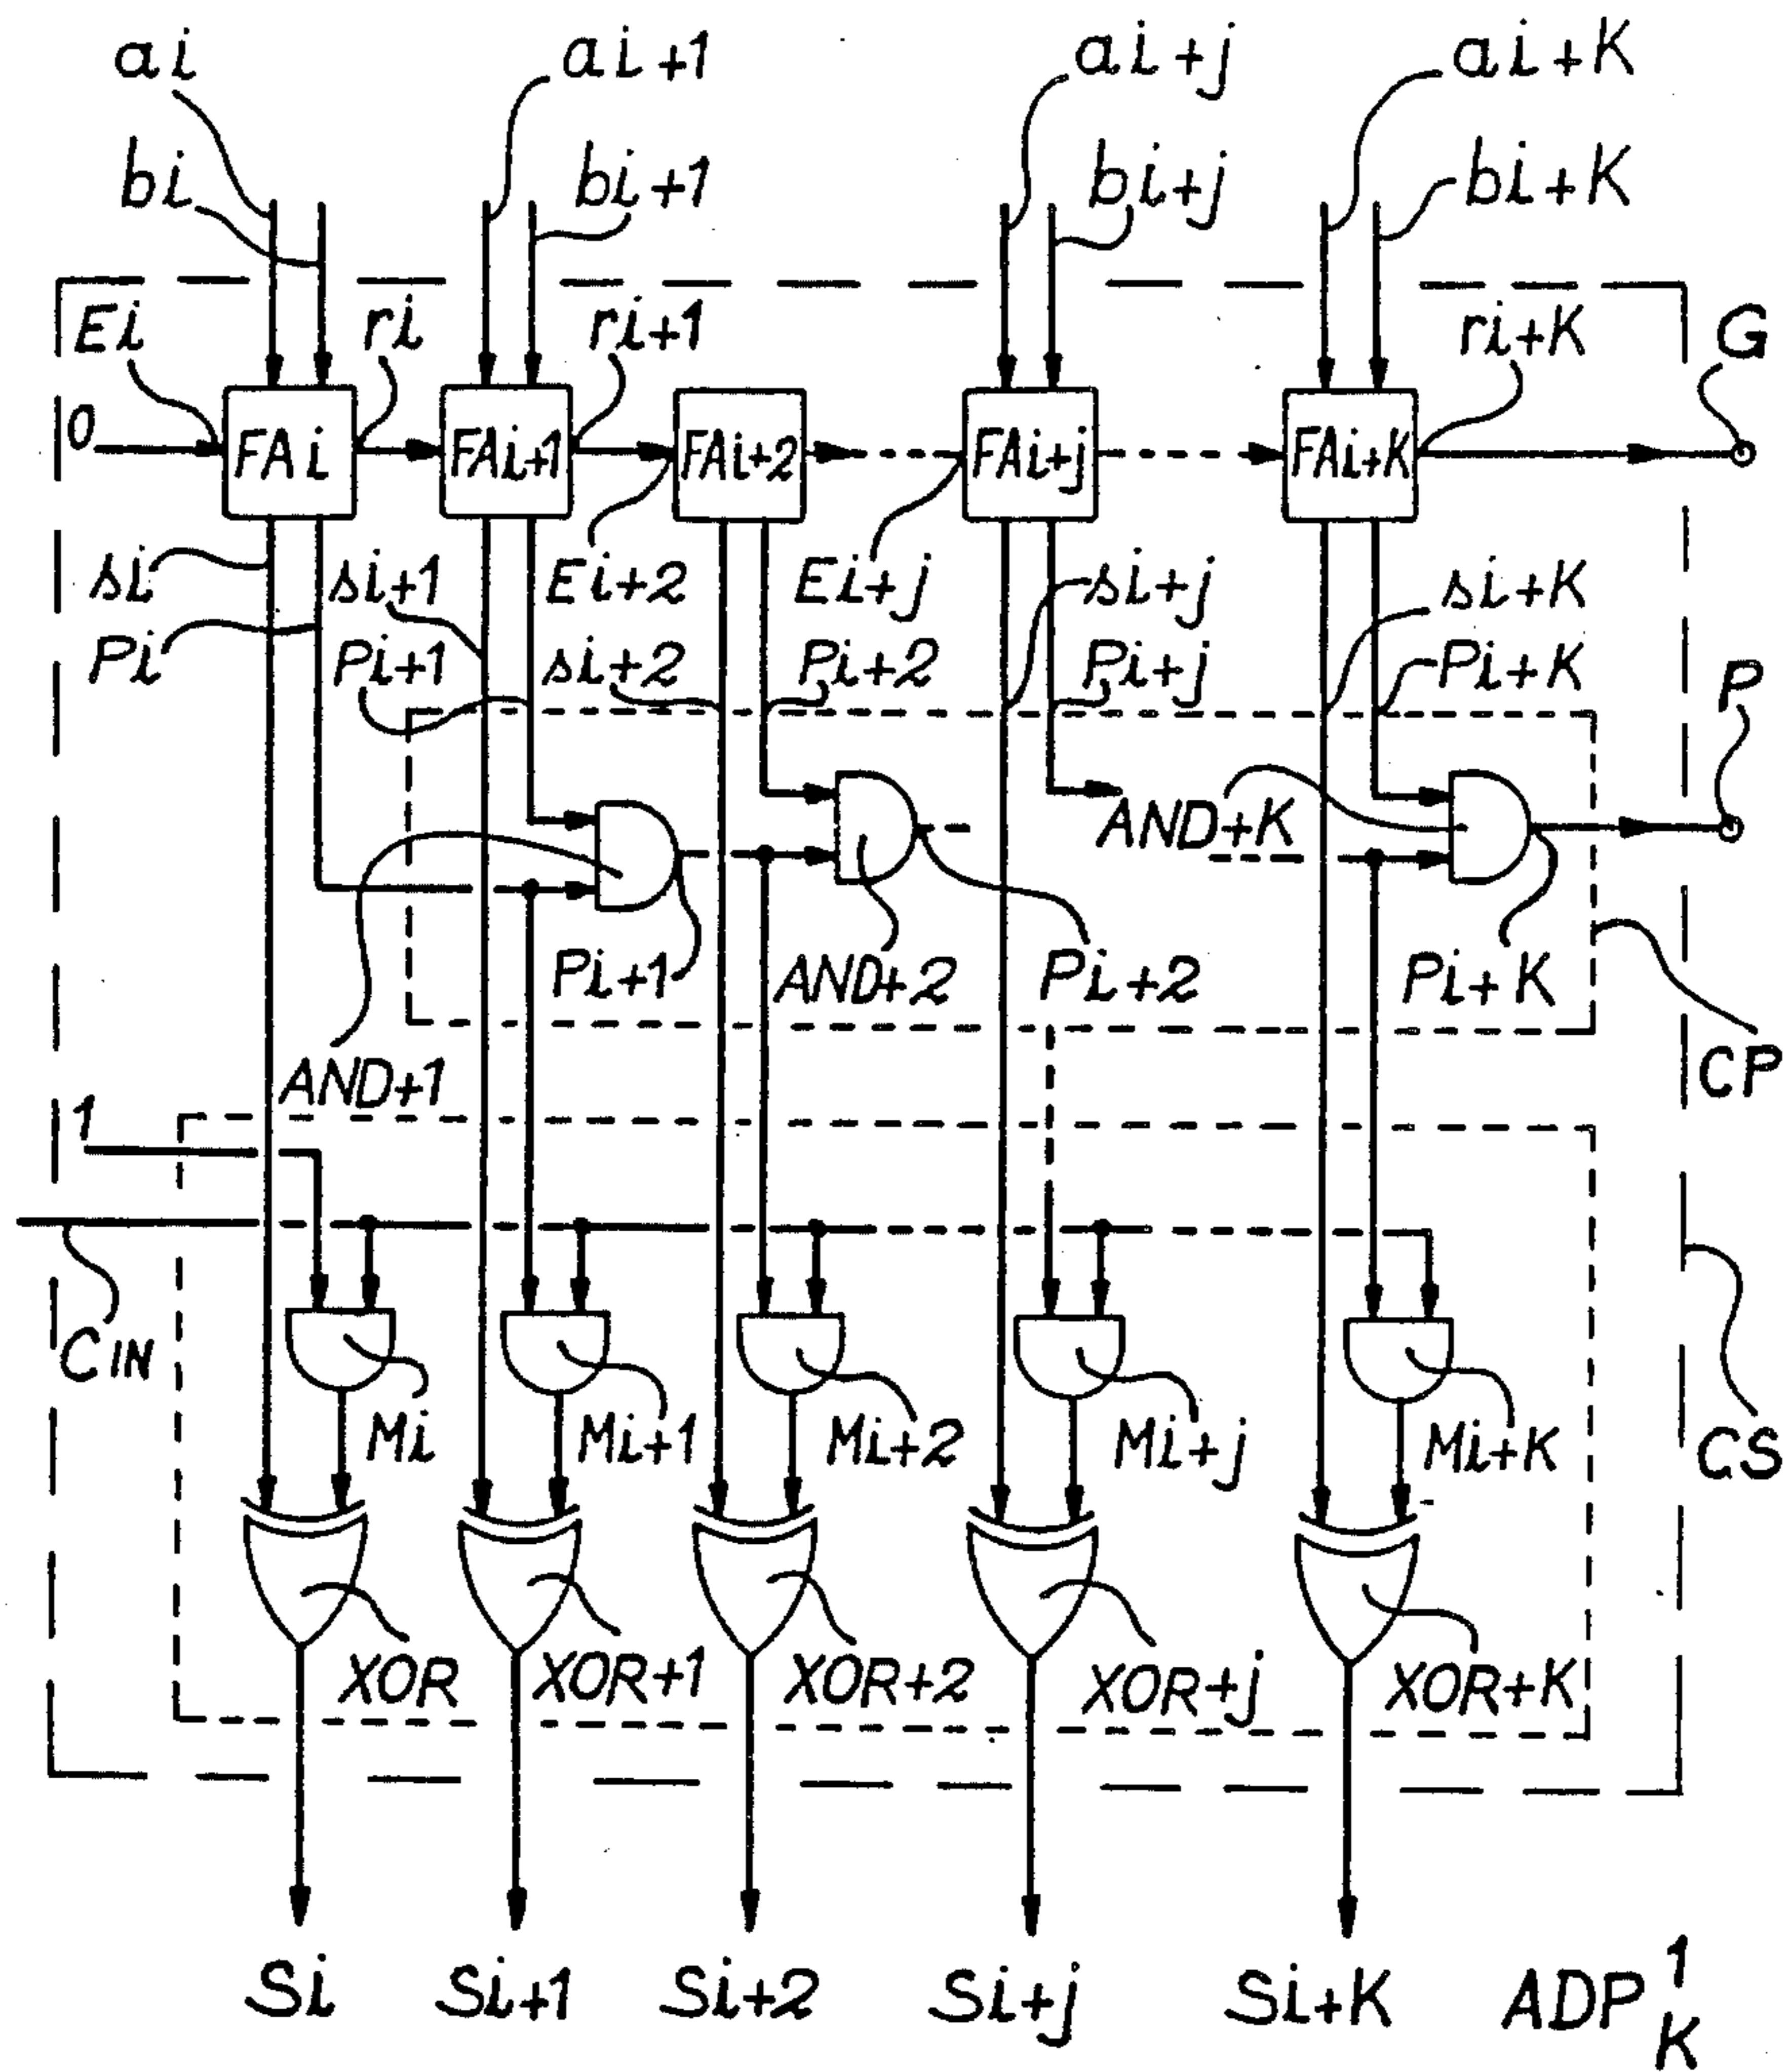 ai ai+1 ai+j ai+K
bi bi+1 bi+j bi+K
Ei ri ri+1 ri+K G
0 FAi FAi+1 FAi+2 FAi+j FAi+K
si si+1 Ei+2 Ei+j si+j si+K
Pi Pi+1 si+2 Pi+2 Pi+j Pi+K P
AND+K
Pi+1 AND+2 Pi+2 Pi+K
AND+1 CP
1
CIN
Mi Mi+1 Mi+2 Mi+j Mi+K CS
XOR XOR+1 XOR+2 XOR+j XOR+K
Si Si+1 Si+2 Si+j Si+K ADP 1 K